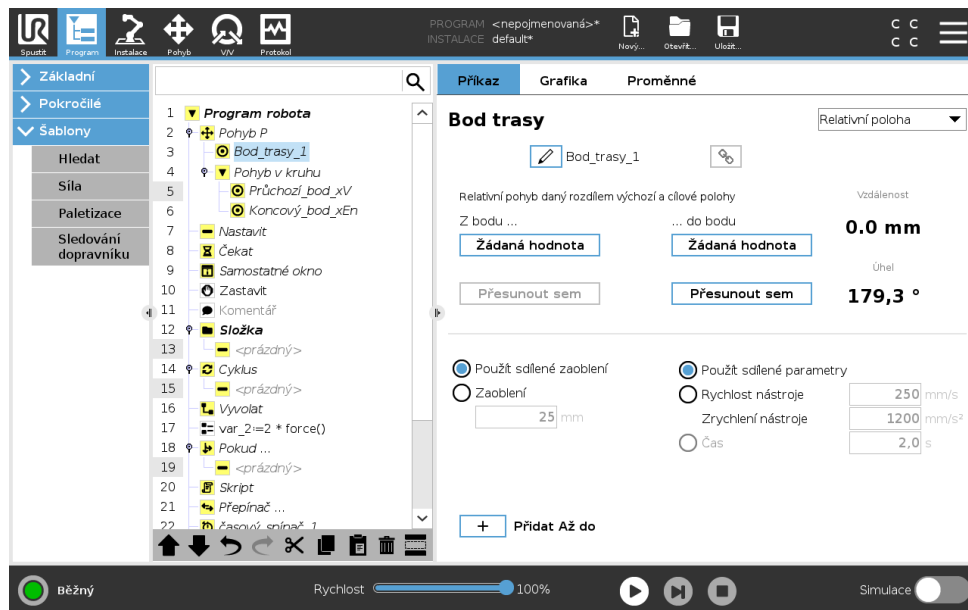 PROGRAM <nepojmenovaná>*
INSTALACE default*
Spustit
Program
Instalace
Pohyb
V/V
Protokol
Nový...
Otevřít...
Uložit...
C C
C C
Základní
Pokročilé
Šablony
Hledat
Síla
Paletizace
Sledování
dopravníku
1 Program robota
2 Pohyb P
3 Bod_trasy_1
4 Pohyb v kruhu
5 Průchozí_bod_xV
6 Koncový_bod_xEn
7 Nastavit
8 Čekat
9 Samostatné okno
10 Zastavit
11 Komentář
12 Složka
13 <prázdný>
14 Cyklus
15 <prázdný>
16 Vyvolat
17 var_2:=2 * force()
18 Pokud ...
19 <prázdný>
20 Skript
21 Přepínač ...
22 časový_spínač_1
Příkaz
Grafika
Proměnné
Bod trasy
Relativní poloha
Bod_trasy_1
Relativní pohyb daný rozdílem výchozí a cílové polohy
Vzdálenost
Z bodu ...
... do bodu
0.0 mm
Žádaná hodnota
Žádaná hodnota
Úhel
Přesunout sem
Přesunout sem
179,3 °
Použít sdílené zaoblení
Použít sdílené parametry
Zaoblení
Rychlost nástroje 250 mm/s
25 mm
Zrychlení nástroje 1200 mm/s²
Čas 2,0 s
+ Přidat Až do
Běžný
Rychlost 100%
Simulace